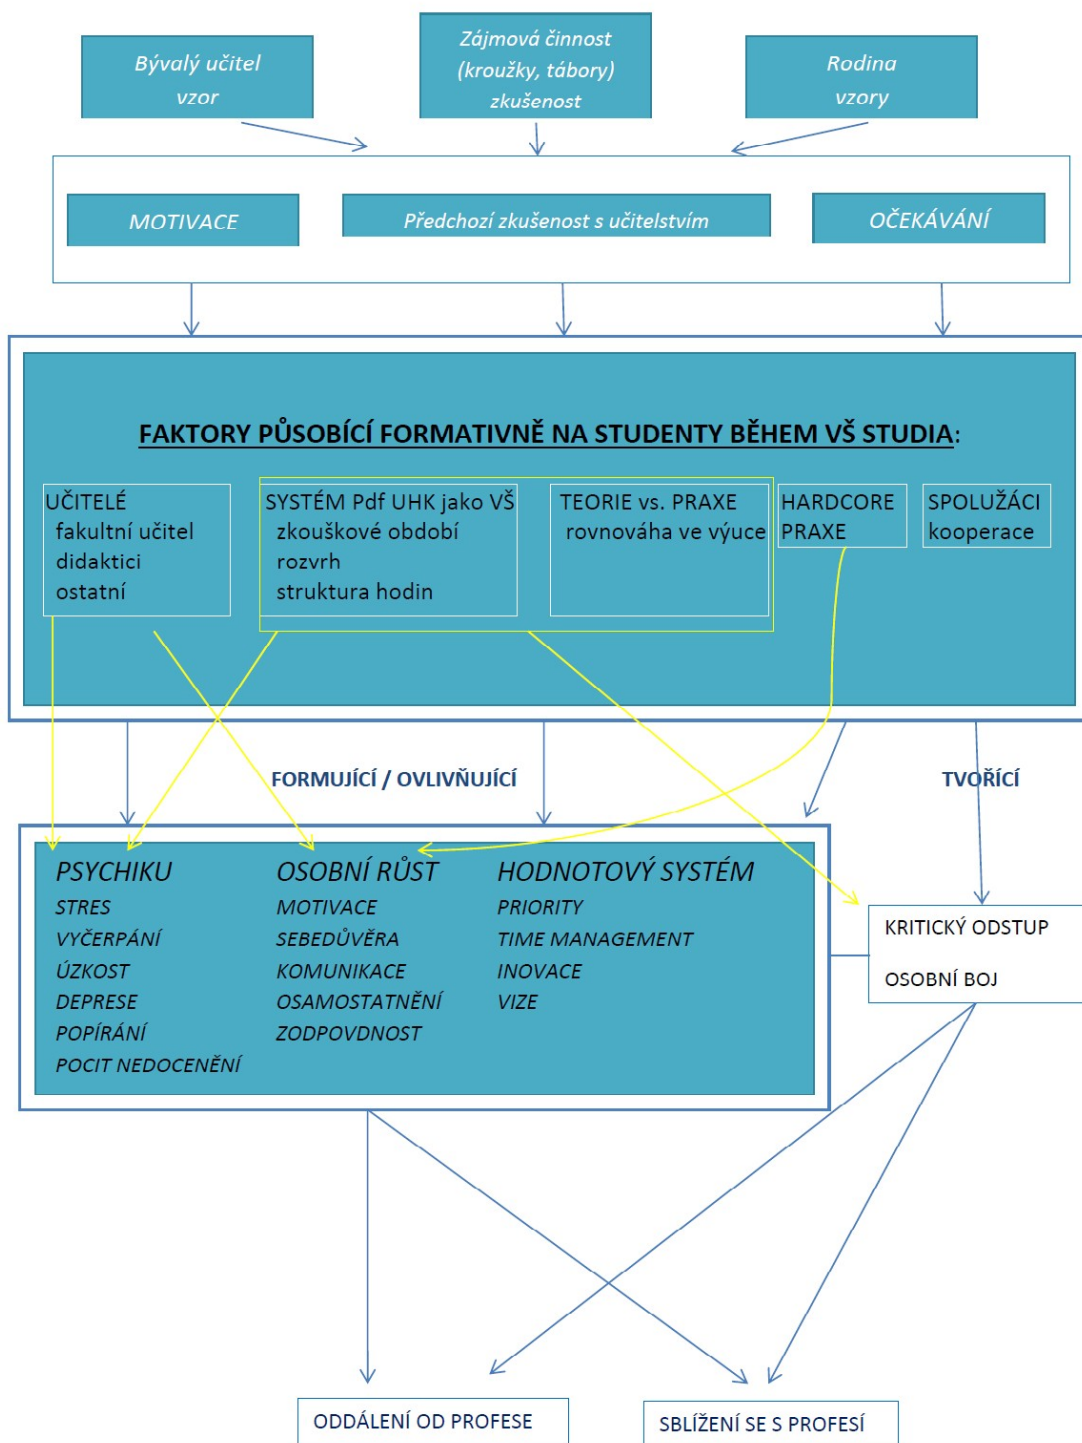 Bývalý učitel
vzor
Zájmová činnost
(kroužky, tábory)
zkušenost
Rodina
vzory
MOTIVACE
Předchozí zkušenost s učitelstvím
OČEKÁVÁNÍ
FAKTORY PŮSOBÍCÍ FORMATIVNĚ NA STUDENTY BĚHEM VŠ STUDIA:
UČITELÉ
fakultní učitel
didaktici
ostatní
SYSTÉM Pdf UHK jako VŠ
zkouškové období
rozvrh
struktura hodin
TEORIE vs. PRAXE
rovnováha ve výuce
HARDCORE
PRAXE
SPOLUŽÁCI
kooperace
FORMUJÍCÍ / OVLIVŇUJÍCÍ
TVOŘÍCÍ
PSYCHIKU
STRES
VYČERPÁNÍ
ÚZKOST
DEPRESE
POPÍRÁNÍ
POCIT NEDOCENĚNÍ
OSOBNÍ RŮST
MOTIVACE
SEBEDŮVĚRA
KOMUNIKACE
OSAMOSTATNĚNÍ
ZODPOVDNOST
HODNOTOVÝ SYSTÉM
PRIORITY
TIME MANAGEMENT
INOVACE
VIZE
KRITICKÝ ODSTUP
OSOBNÍ BOJ
ODDÁLENÍ OD PROFESE
SBLÍŽENÍ SE S PROFESÍ